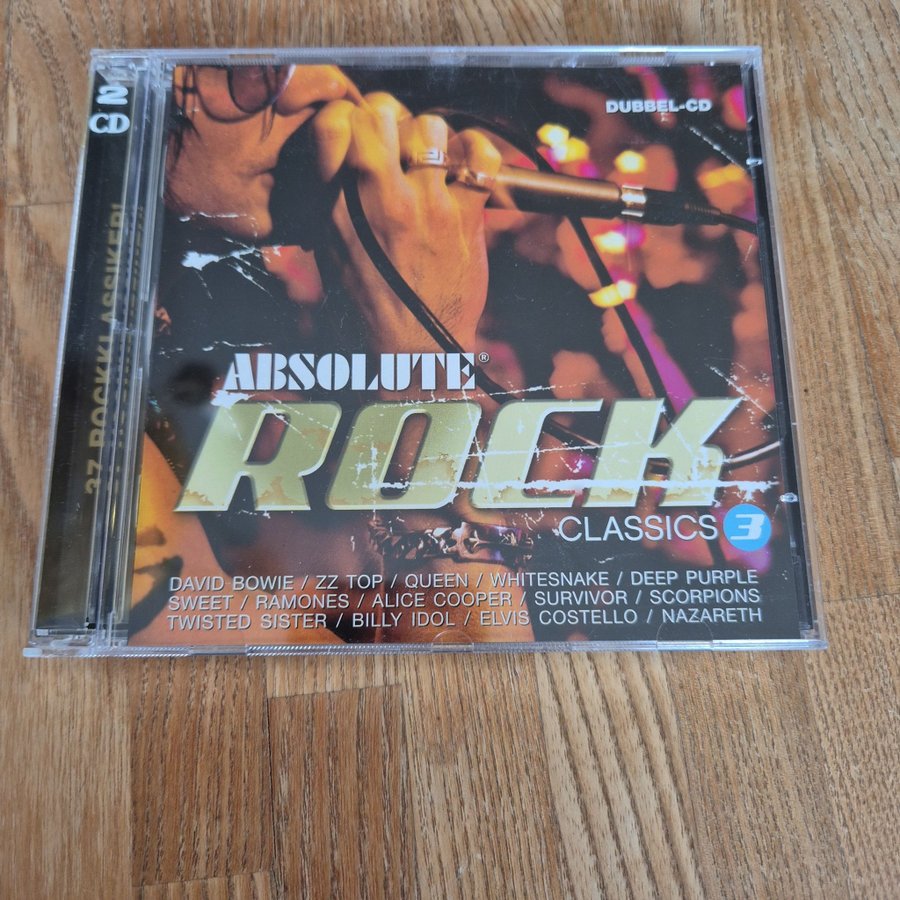 2
CD
37 ROCKKLASSIKER!
DUBBEL-CD
ABSOLUTE®
ROCK
CLASSICS 3
DAVID BOWIE / ZZ TOP / QUEEN / WHITESNAKE / DEEP PURPLE
SWEET / RAMONES / ALICE COOPER / SURVIVOR / SCORPIONS
TWISTED SISTER / BILLY IDOL / ELVIS COSTELLO / NAZARETH